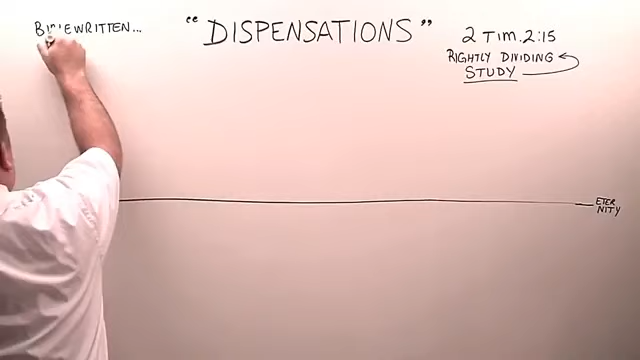 WRITTEN...
“DISPENSATIONS”
2 TIM. 2:15
RIGHTLY DIVIDING
STUDY
ETER
NITY